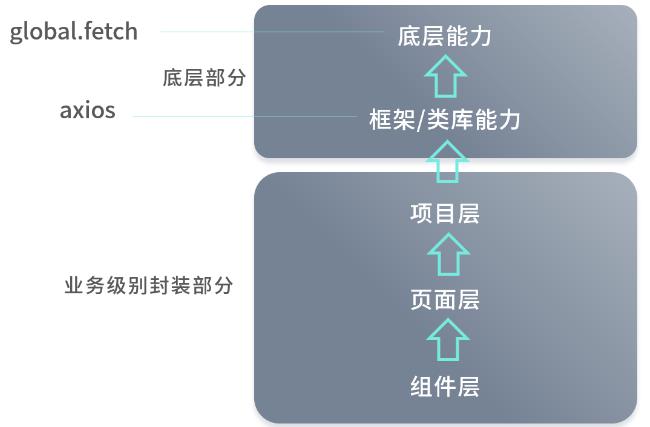 global.fetch
底层能力
底层部分
axios
框架/类库能力
项目层
业务级别封装部分
页面层
组件层